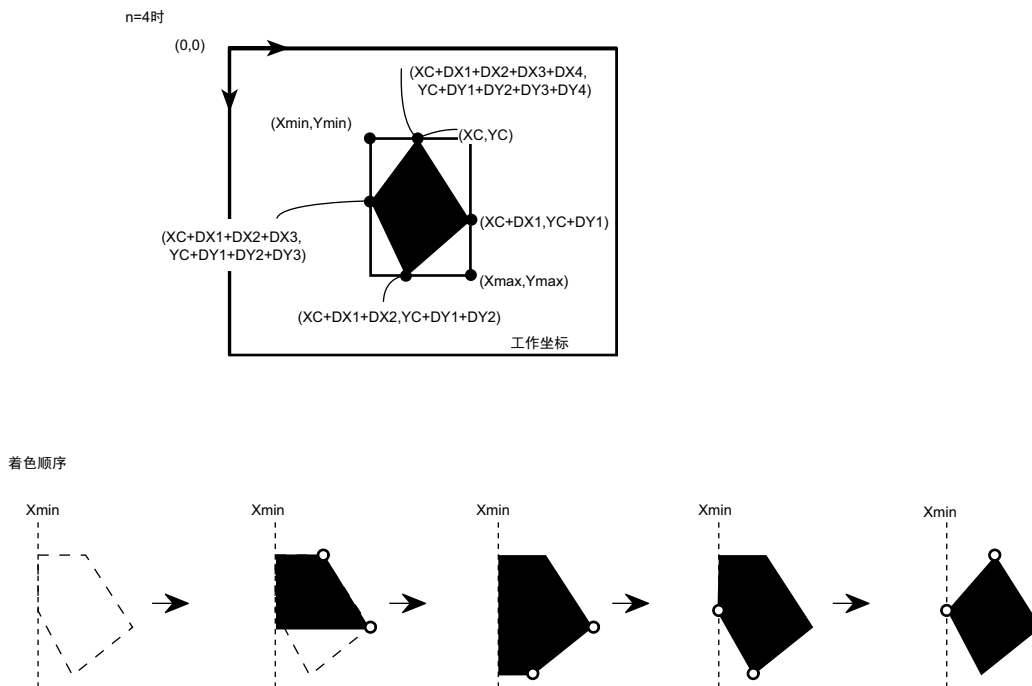 n=4时
(0,0)
(XC+DX1+DX2+DX3+DX4,
YC+DY1+DY2+DY3+DY4)
(Xmin,Ymin)
(XC,YC)
(XC+DX1,YC+DY1)
(XC+DX1+DX2+DX3,
YC+DY1+DY2+DY3)
(Xmax,Ymax)
(XC+DX1+DX2,YC+DY1+DY2)
工作坐标
着色顺序
Xmin
Xmin
Xmin
Xmin
Xmin